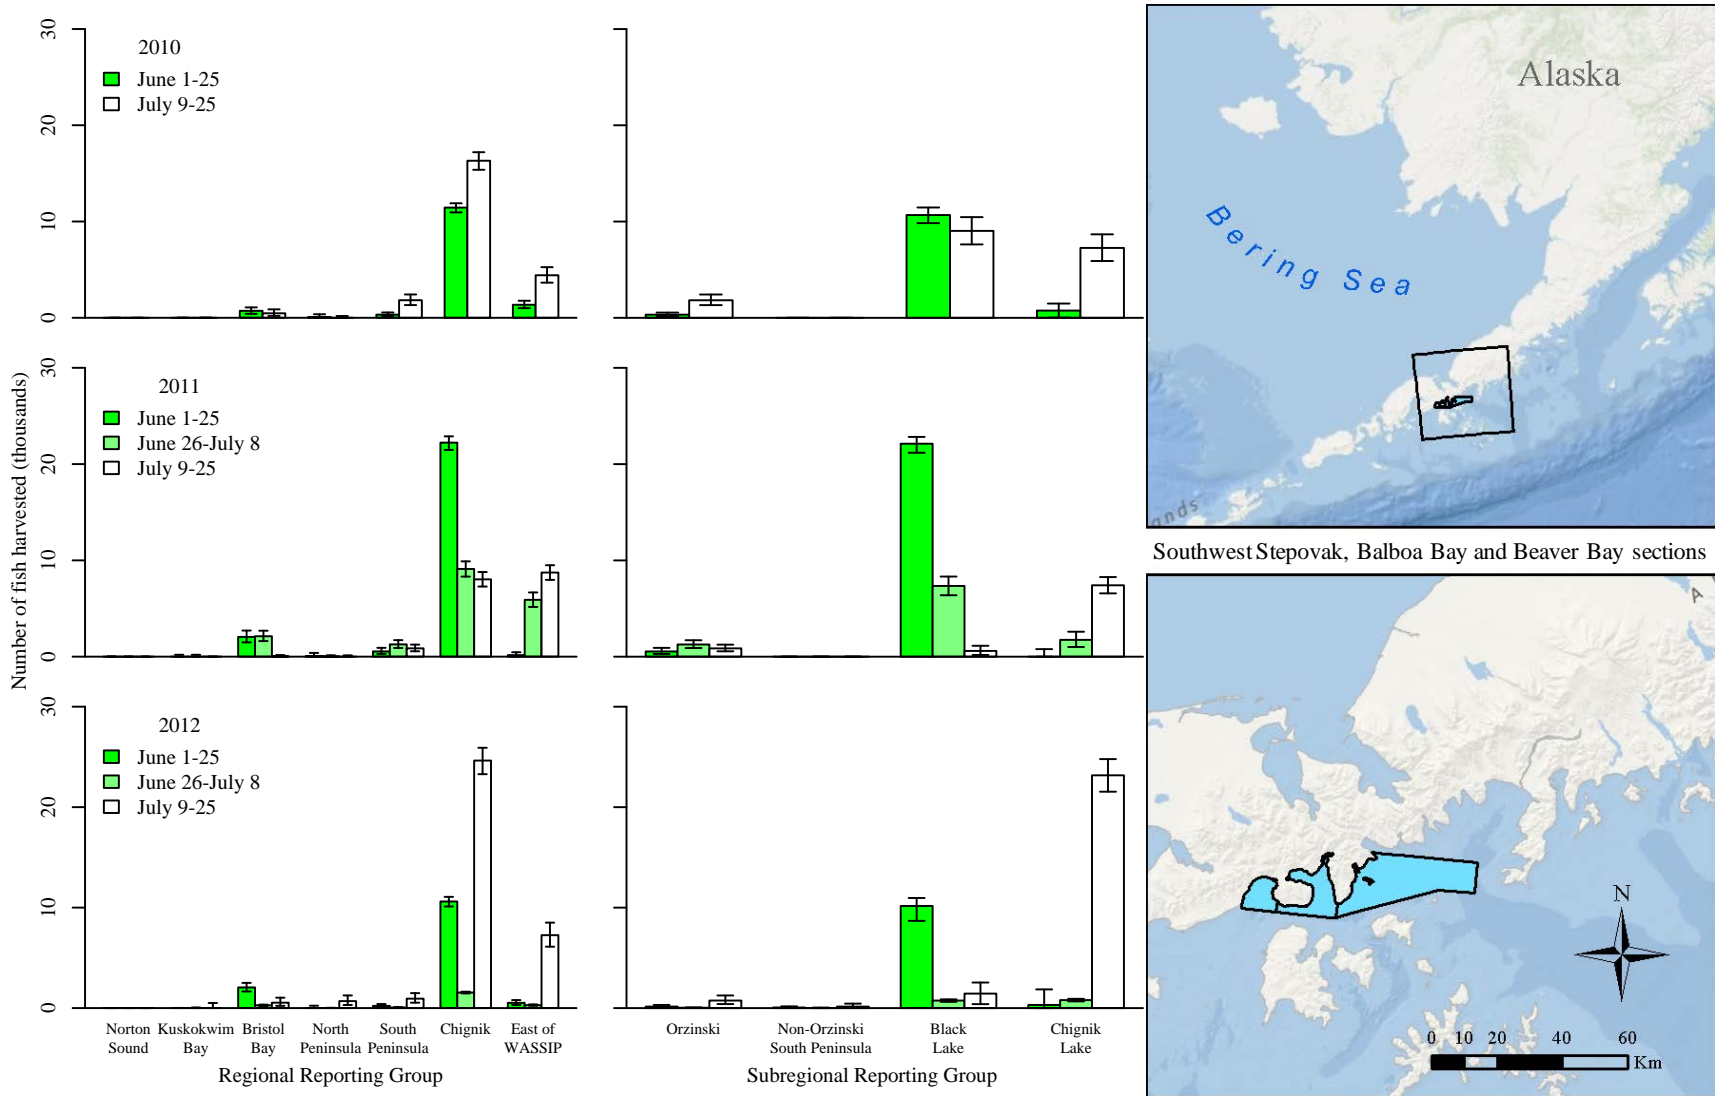 2010
June 1-25
July 9-25
30
20
10
0
2011
June 1-25
June 26-July 8
July 9-25
30
20
10
0
2012
June 1-25
June 26-July 8
July 9-25
30
20
10
0
Number of fish harvested (thousands)
Norton Sound
Kuskokwim Bay
Bristol Bay
North Peninsula
South Peninsula
Chignik
East of WASSIP
Regional Reporting Group
Orzinski
Non-Orzinski South Peninsula
Black Lake
Chignik Lake
Subregional Reporting Group
Alaska
Bering Sea
ands
Southwest Stepovak, Balboa Bay and Beaver Bay sections
A
N
0 10 20 40 60
Km